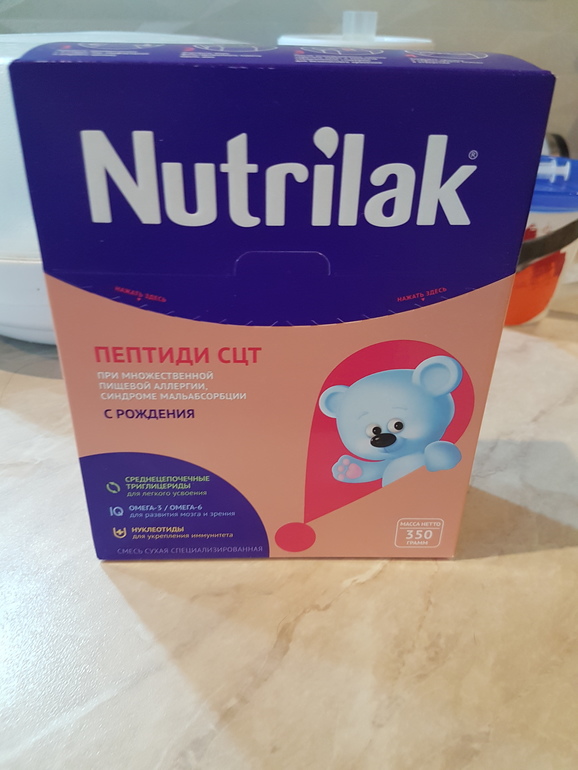 Nutrilak®
НАЖАТЬ ЗДЕСЬ
НАЖАТЬ ЗДЕСЬ
ПЕПТИДИ СЦТ
ПРИ МНОЖЕСТВЕННОЙ
ПИЩЕВОЙ АЛЛЕРГИИ,
СИНДРОМЕ МАЛЬАБСОРБЦИИ
С РОЖДЕНИЯ
СРЕДНЕЦЕПОЧЕЧНЫЕ
ТРИГЛИЦЕРИДЫ
для легкого усвоения
IQ ОМЕГА-3 / ОМЕГА-6
для развития мозга и зрения
НУКЛЕОТИДЫ
для укрепления иммунитета
СМЕСЬ СУХАЯ СПЕЦИАЛИЗИРОВАННАЯ
МАССА НЕТТО
350
ГРАММ